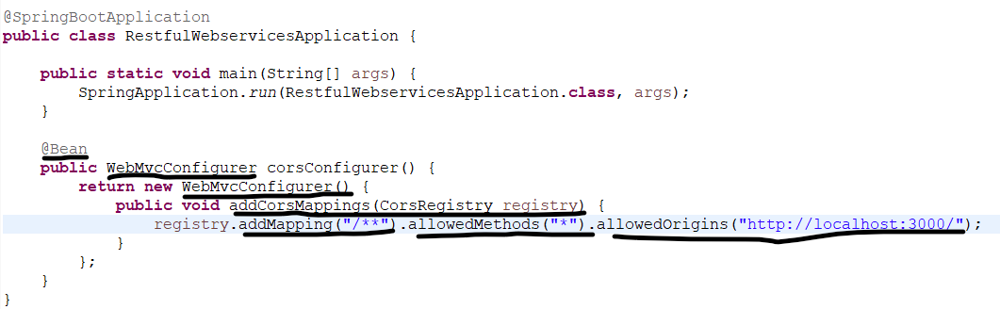 @SpringBootApplication
public class RestfulWebservicesApplication {
public static void main(String[] args) {
SpringApplication.run(RestfulWebservicesApplication.class, args);
}
@Bean
public WebMvcConfigurer corsConfigurer() {
return new WebMvcConfigurer() {
public void addCorsMappings(CorsRegistry registry) {
registry.addMapping("/**").allowedMethods("*").allowedOrigins("http://localhost:3000/");
}
};
}
}